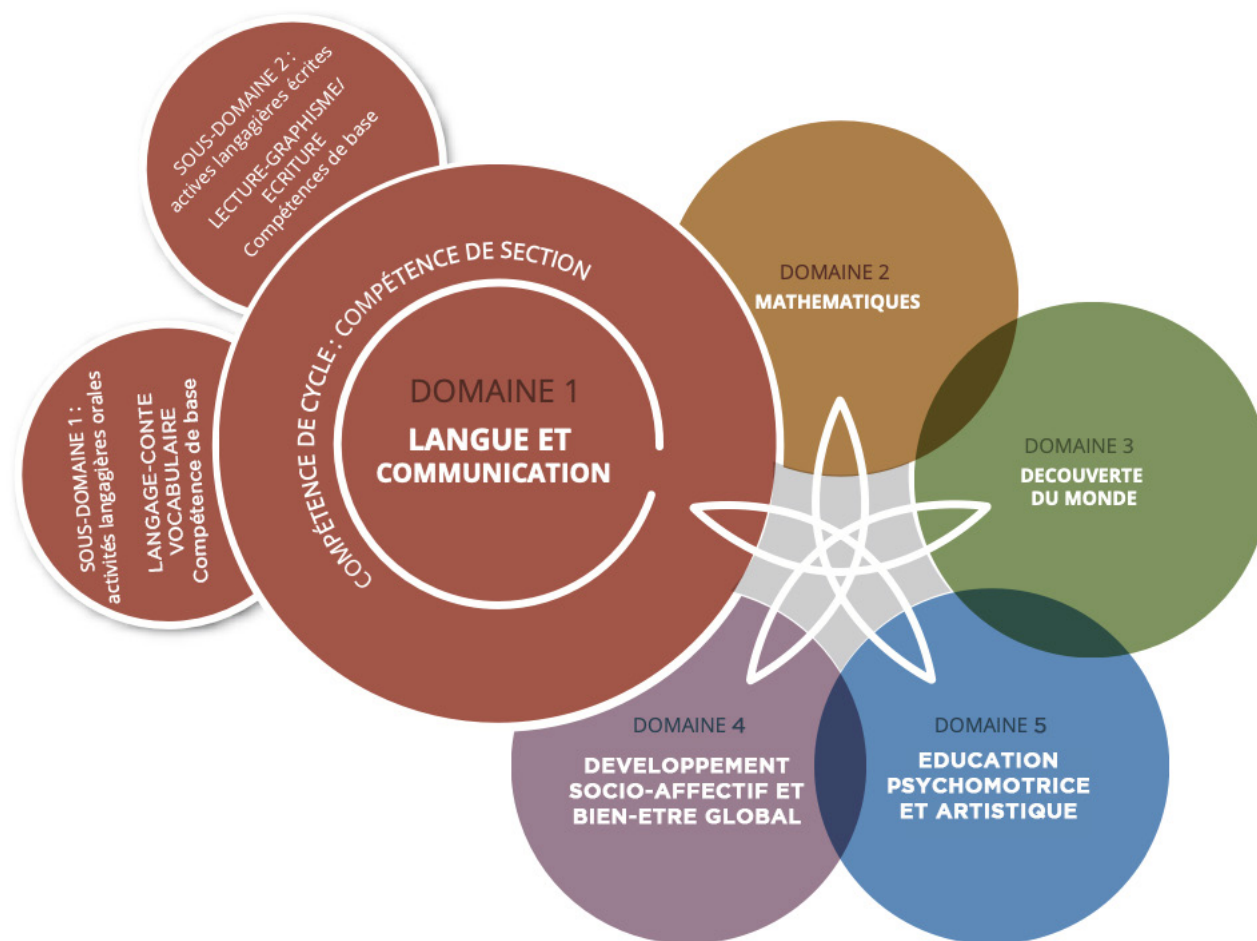 SOUS-DOMAINE 2 :
actives langagières écrites
LECTURE-GRAPHISME/
ECRITURE
Compétences de base
SOUS-DOMAINE 1 :
activités langagières orales
LANGAGE-CONTE
VOCABULAIRE
Compétence de base
COMPÉTENCE DE CYCLE : COMPÉTENCE DE SECTION
DOMAINE 1
LANGUE ET
COMMUNICATION
DOMAINE 2
MATHEMATIQUES
DOMAINE 3
DECOUVERTE
DU MONDE
DOMAINE 4
DEVELOPPEMENT
SOCIO-AFFECTIF ET
BIEN-ETRE GLOBAL
DOMAINE 5
EDUCATION
PSYCHOMOTRICE
ET ARTISTIQUE